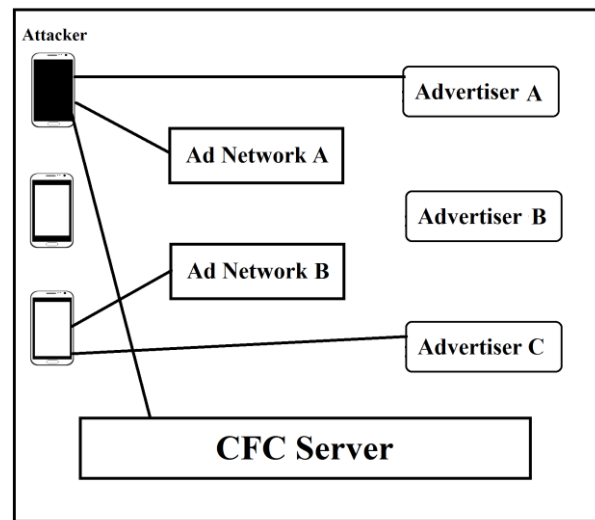 Attacker
Advertiser A
Ad Network A
Advertiser B
Ad Network B
Advertiser C
CFC Server